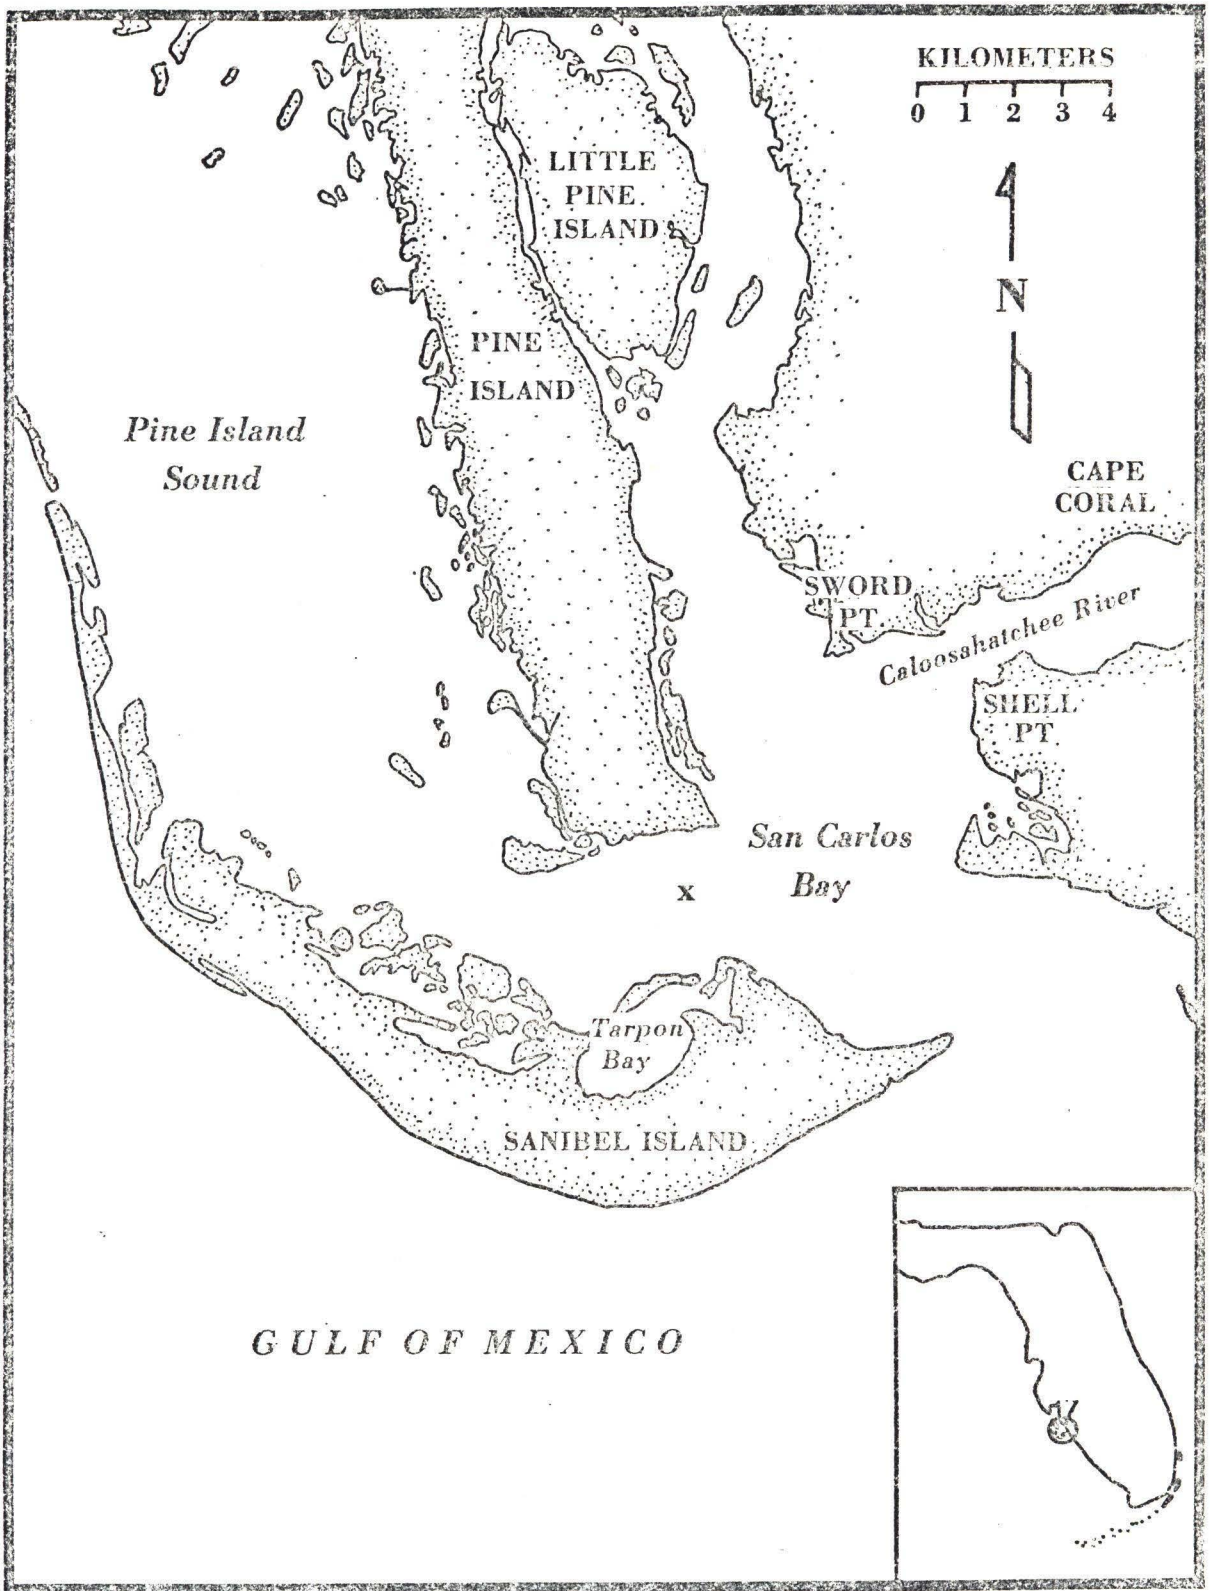 KILOMETERS
0 1 2 3 4
LITTLE
PINE
ISLAND
N
PINE
ISLAND
Pine Island
Sound
CAPE
CORAL
SWORD
PT.
Caloosahatchee River
SHELL
PT.
San Carlos
Bay
x
Tarpon
Bay
SANIBEL ISLAND
GULF OF MEXICO